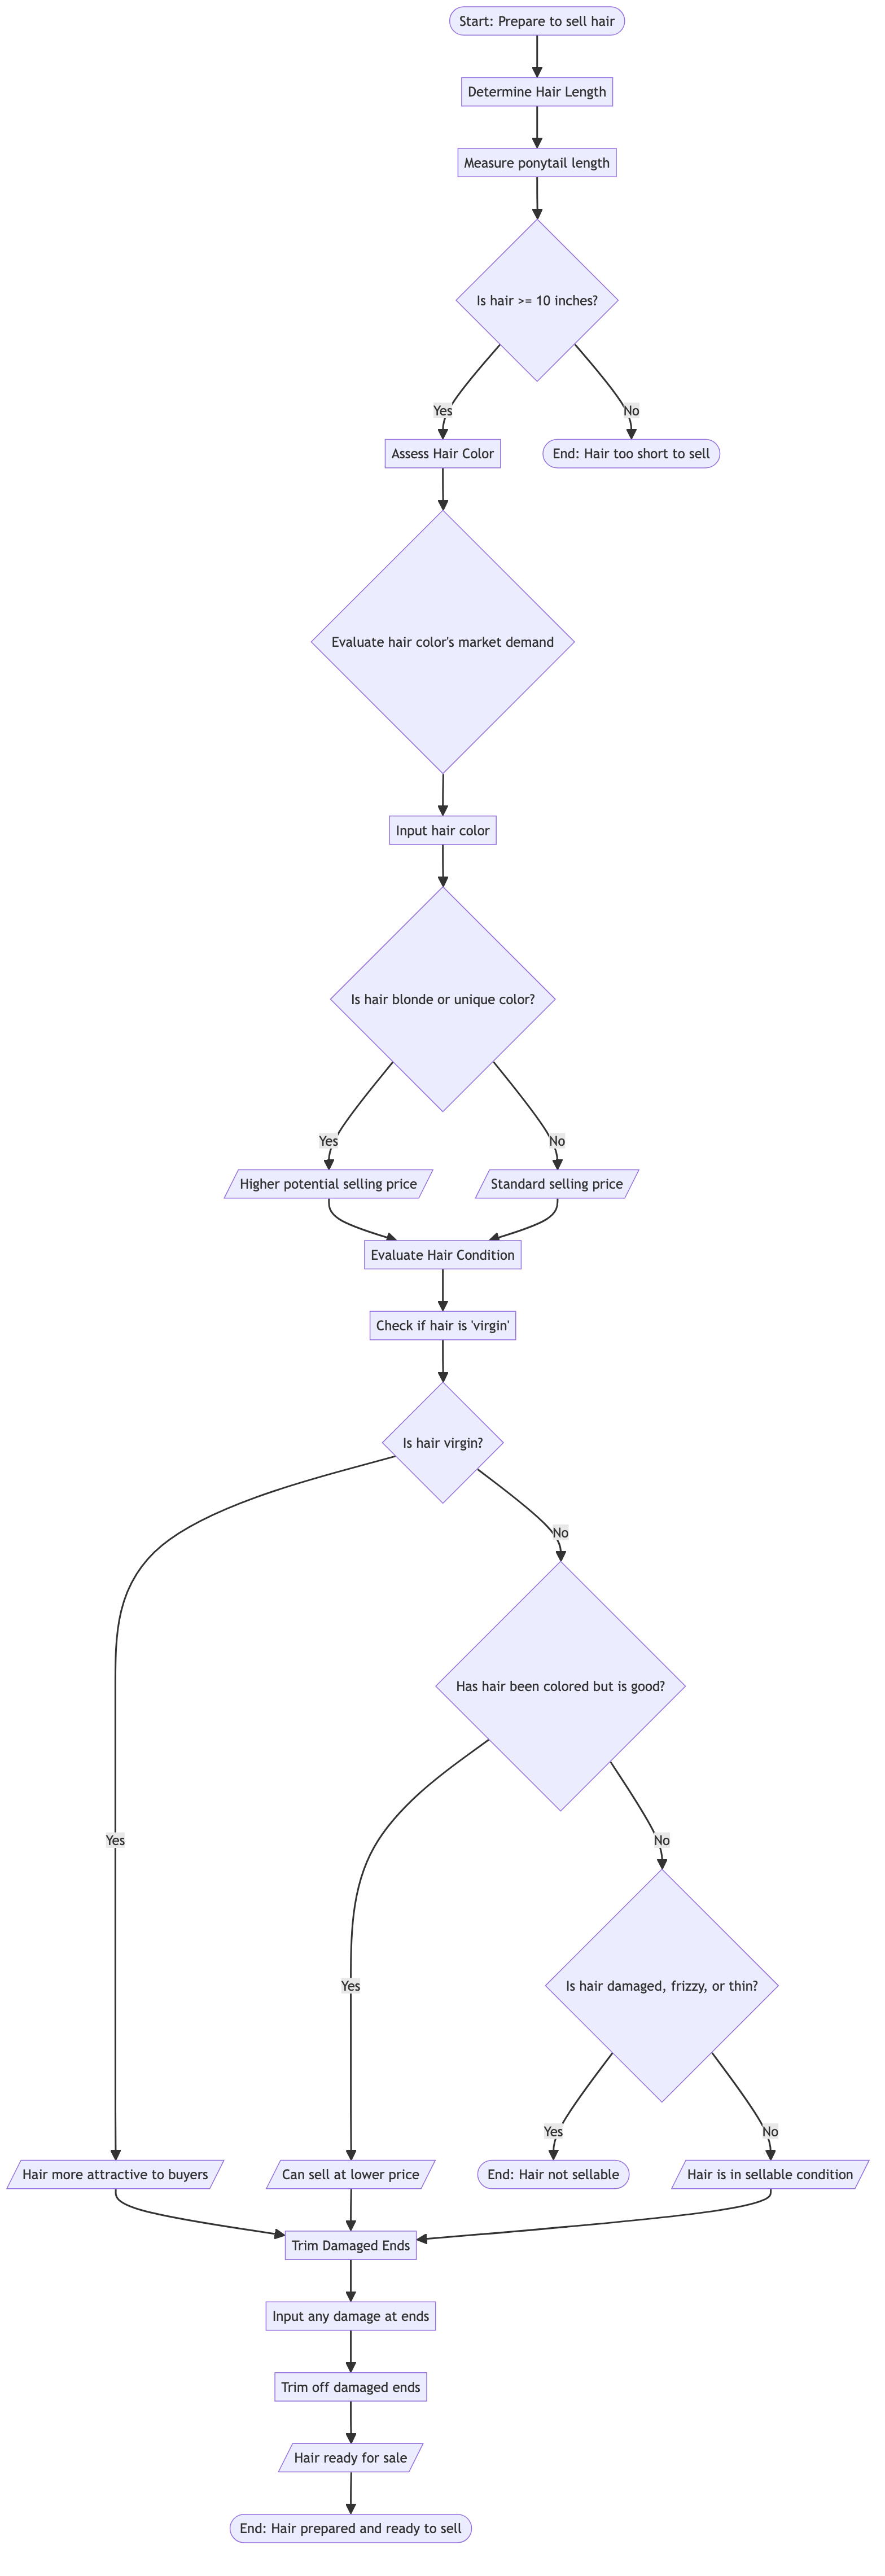 Start: Prepare to sell hair
Determine Hair Length
Measure ponytail length
Is hair >= 10 inches?
Yes
No
Assess Hair Color
End: Hair too short to sell
Evaluate hair color's market demand
Input hair color
Is hair blonde or unique color?
Yes
No
Higher potential selling price
Standard selling price
Evaluate Hair Condition
Check if hair is 'virgin'
Is hair virgin?
No
Has hair been colored but is good?
Yes
No
Yes
Is hair damaged, frizzy, or thin?
Yes
No
Hair more attractive to buyers
Can sell at lower price
End: Hair not sellable
Hair is in sellable condition
Trim Damaged Ends
Input any damage at ends
Trim off damaged ends
Hair ready for sale
End: Hair prepared and ready to sell